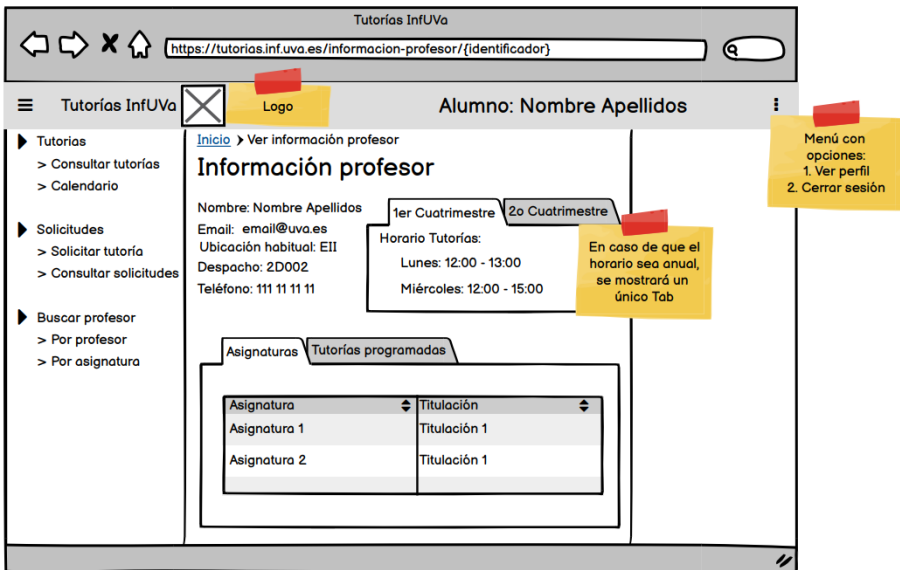 Tutorías InfUVa
https://tutorias.inf.uva.es/informacion-profesor/{identificador}
Tutorías InfUVa
Logo
Alumno: Nombre Apellidos
Menú con
opciones:
1. Ver perfil
2. Cerrar sesión
Tutorias
> Consultar tutorías
> Calendario
Solicitudes
> Solicitar tutoría
> Consultar solicitudes
Buscar profesor
> Por profesor
> Por asignatura
Inicio > Ver información profesor
Información profesor
Nombre: Nombre Apellidos
Email: email@uva.es
Ubicación habitual: EII
Despacho: 2D002
Teléfono: 111 11 11 11
1er Cuatrimestre 2o Cuatrimestre
Horario Tutorías:
Lunes: 12:00 - 13:00
Miércoles: 12:00 - 15:00
En caso de que el
horario sea anual,
se mostrará un
único Tab
Asignaturas Tutorías programadas
Asignatura Titulación
Asignatura 1 Titulación 1
Asignatura 2 Titulación 1